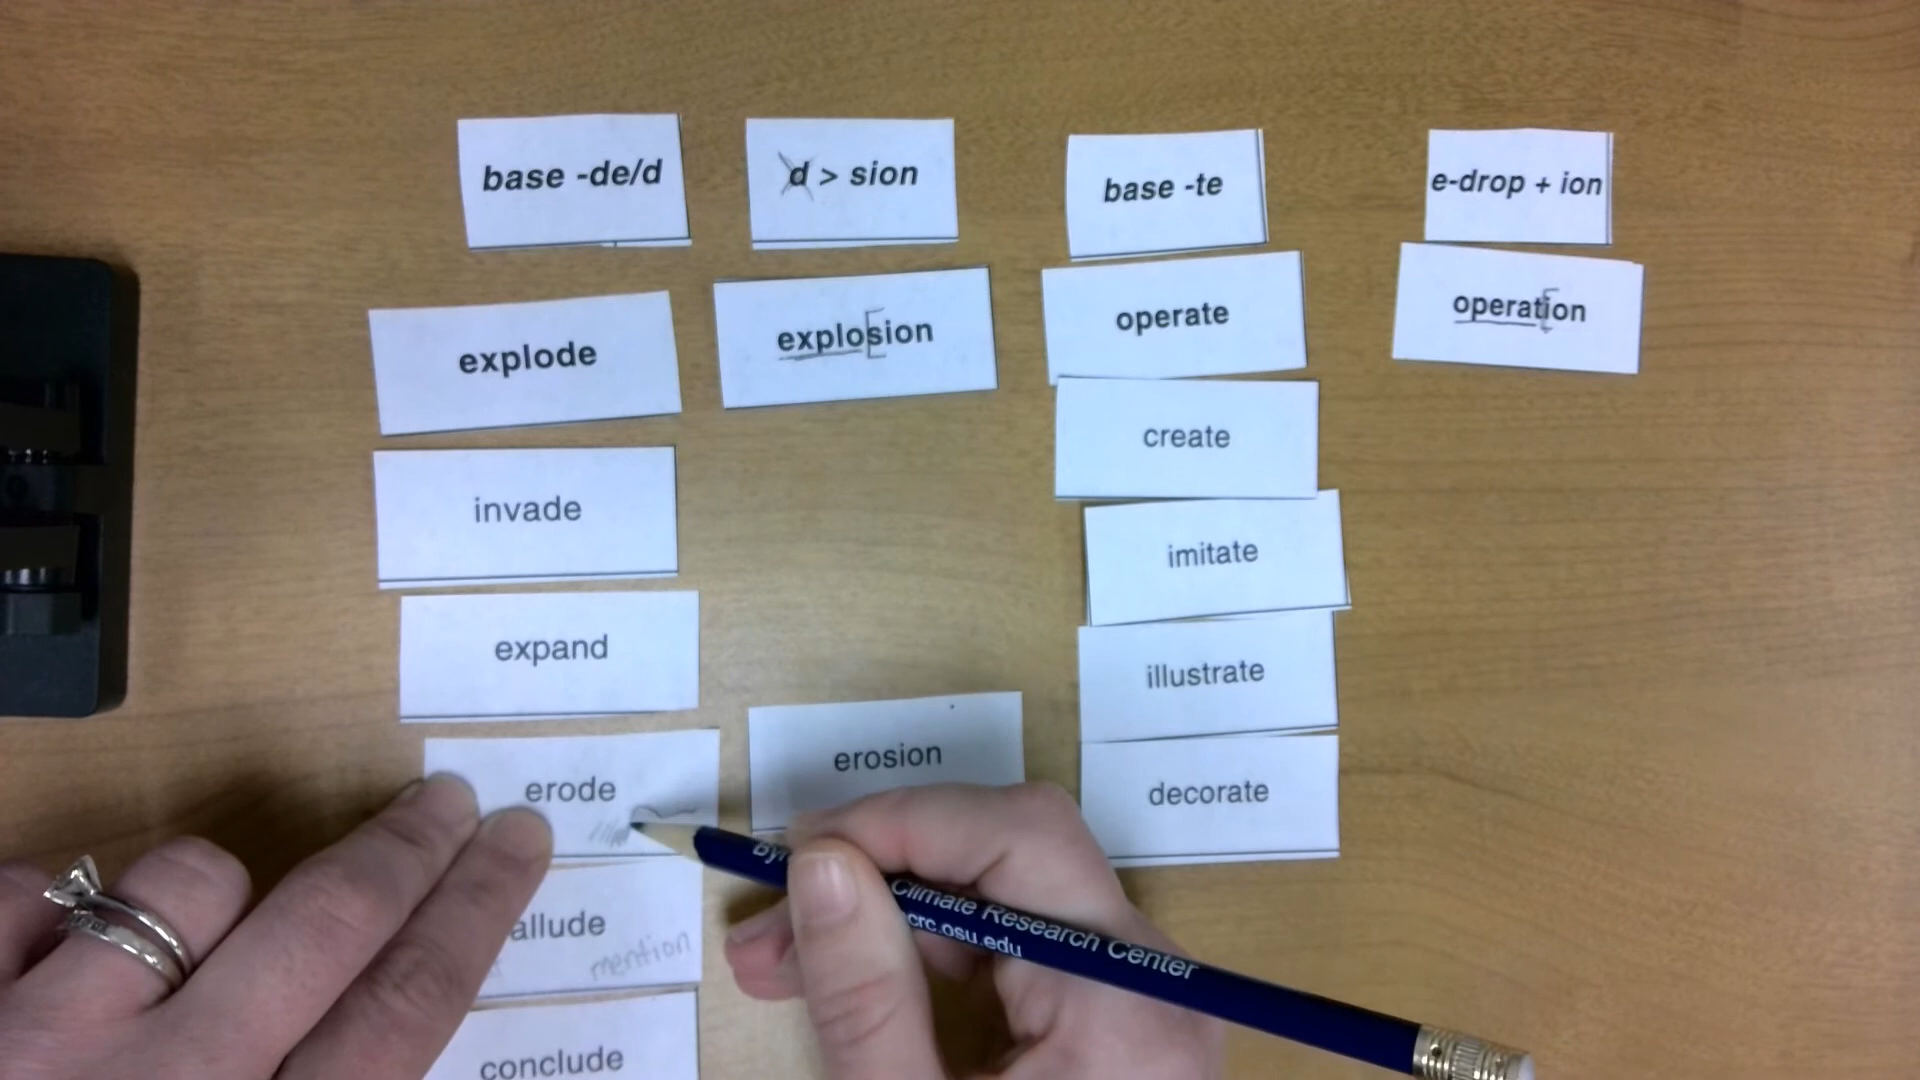 base -de/d
d > sion
base -te
e-drop + ion
explode
explosion
operate
operation
invade
create
expand
imitate
erode
erosion
illustrate
allude
mention
decorate
conclude
Climate Research Center
crc.osu.edu